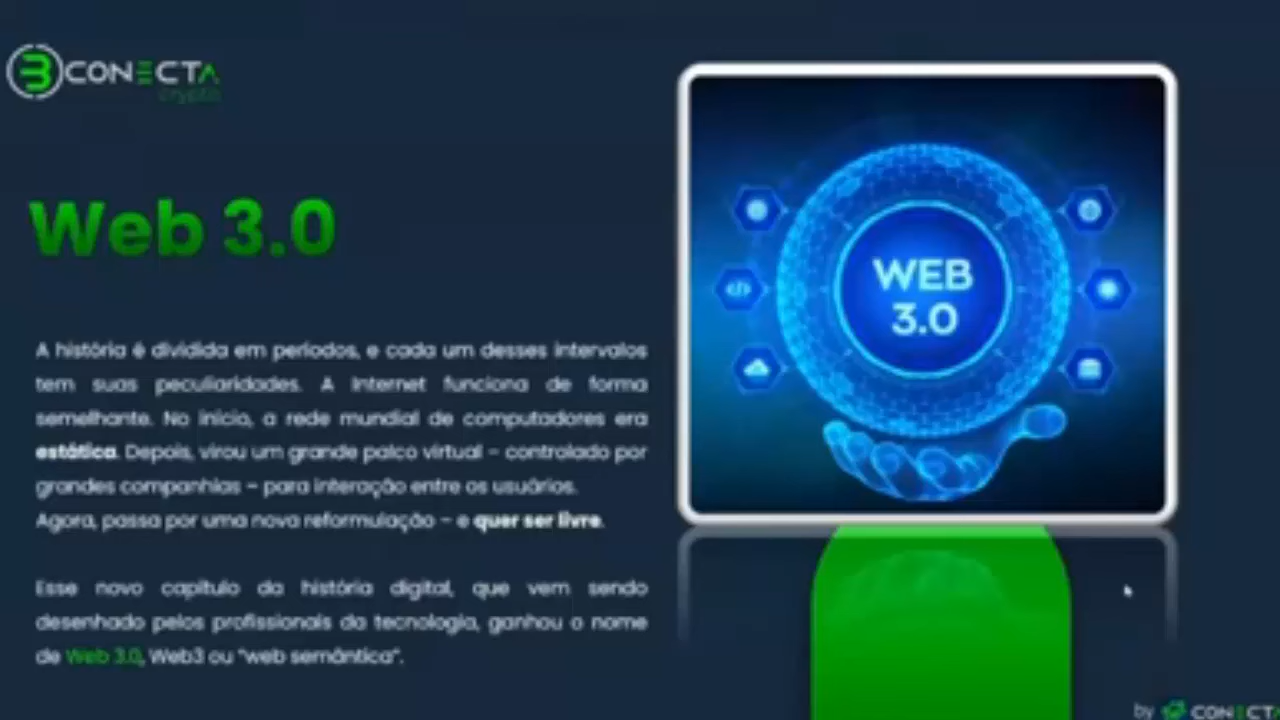 CONECTA
crypto
Web 3.0
A história é dividida em períodos, e cada um desses intervalos
tem suas peculiaridades. A Internet funciona de forma
semelhante. No início, a rede mundial de computadores era
estática. Depois, virou um grande palco virtual – controlado por
grandes companhias – para interação entre os usuários.
Agora, passa por uma nova reformulação – e quer ser livre.
Esse novo capítulo da história digital, que vem sendo
desenhado pelos profissionais da tecnologia, ganhou o nome
de Web 3.0, Web3 ou "web semântica".
WEB
3.0
by CONECTA